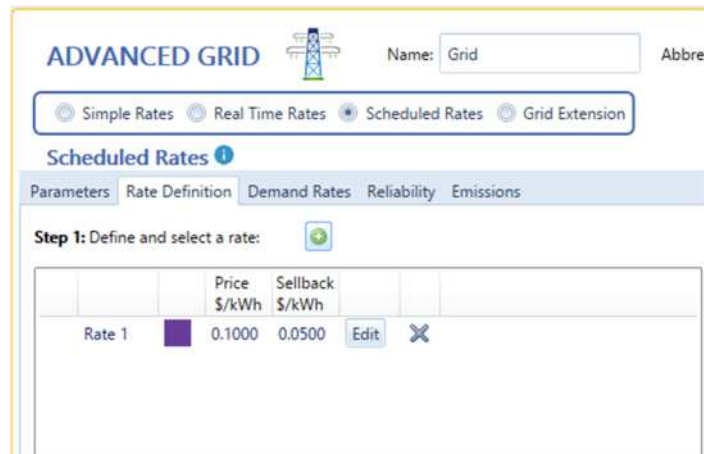 ADVANCED GRID Name: Grid Abbre
Simple Rates Real Time Rates Scheduled Rates Grid Extension
Scheduled Rates i
Parameters Rate Definition Demand Rates Reliability Emissions
Step 1: Define and select a rate:
Price Sellback
$/kWh $/kWh
Rate 1 0.1000 0.0500 Edit